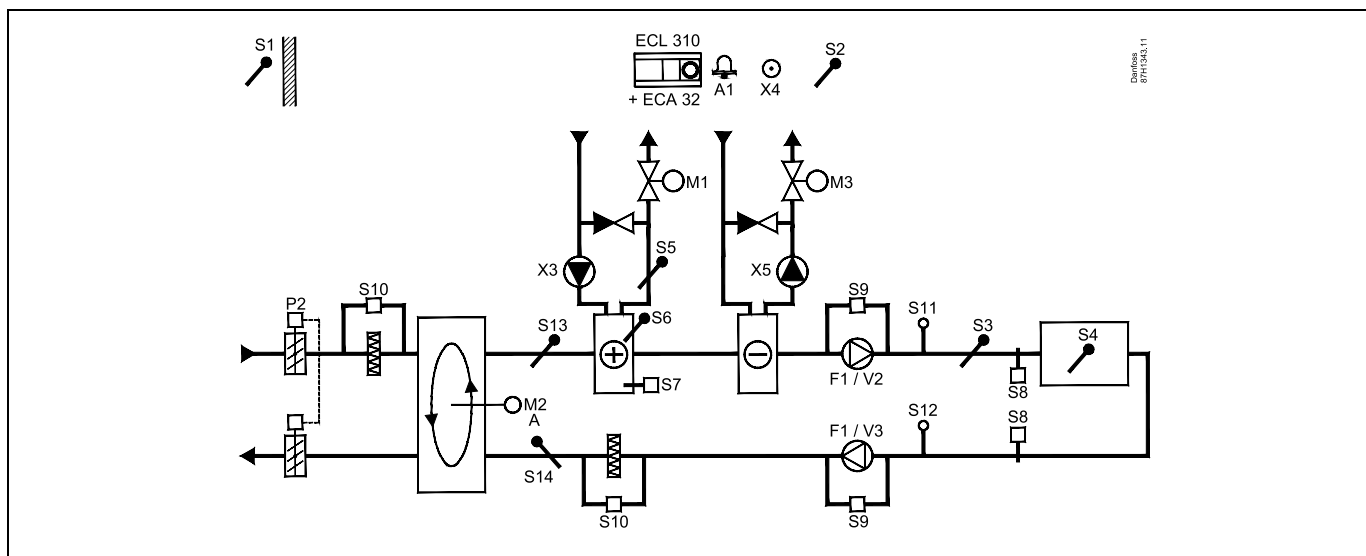 S1
ECL 310
+ ECA 32
A1
X4
S2
Danfoss
87H1343.11
M1
M3
S5
X3
X5
P2
S10
S13
S6
S9
S11
S3
S4
S7
F1 / V2
S8
M2
A
S12
S8
F1 / V3
S14
S10
S9